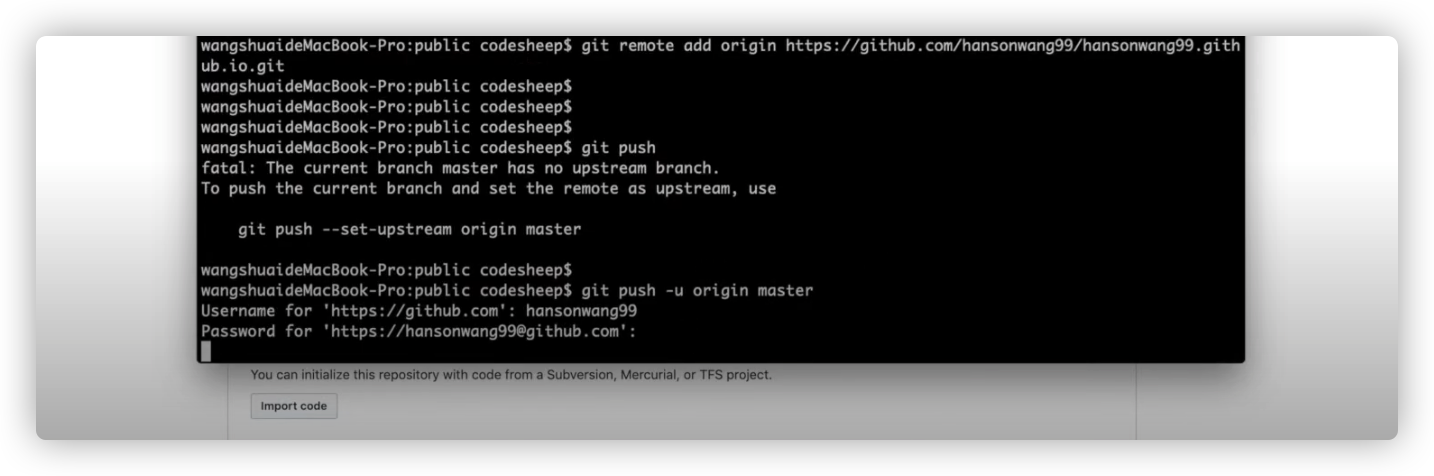 wangshuaideMacBook-Pro:public codesheep$ git remote add origin https://github.com/hansonwang99/hansonwang99.gith
ub.io.git
wangshuaideMacBook-Pro:public codesheep$
wangshuaideMacBook-Pro:public codesheep$
wangshuaideMacBook-Pro:public codesheep$
wangshuaideMacBook-Pro:public codesheep$ git push
fatal: The current branch master has no upstream branch.
To push the current branch and set the remote as upstream, use
    git push --set-upstream origin master
wangshuaideMacBook-Pro:public codesheep$
wangshuaideMacBook-Pro:public codesheep$ git push -u origin master
Username for 'https://github.com': hansonwang99
Password for 'https://hansonwang99@github.com':
You can initialize this repository with code from a Subversion, Mercurial, or TFS project.
Import code